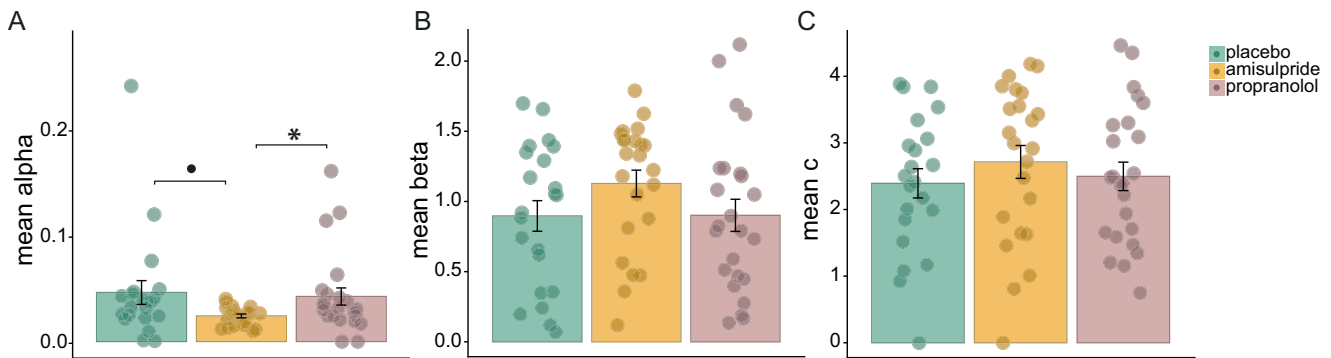 A
mean alpha
0.2
0.1
0.0
*
B
mean beta
2.0
1.5
1.0
0.5
0.0
C
mean c
4
3
2
1
0
placebo
amisulpride
propranolol